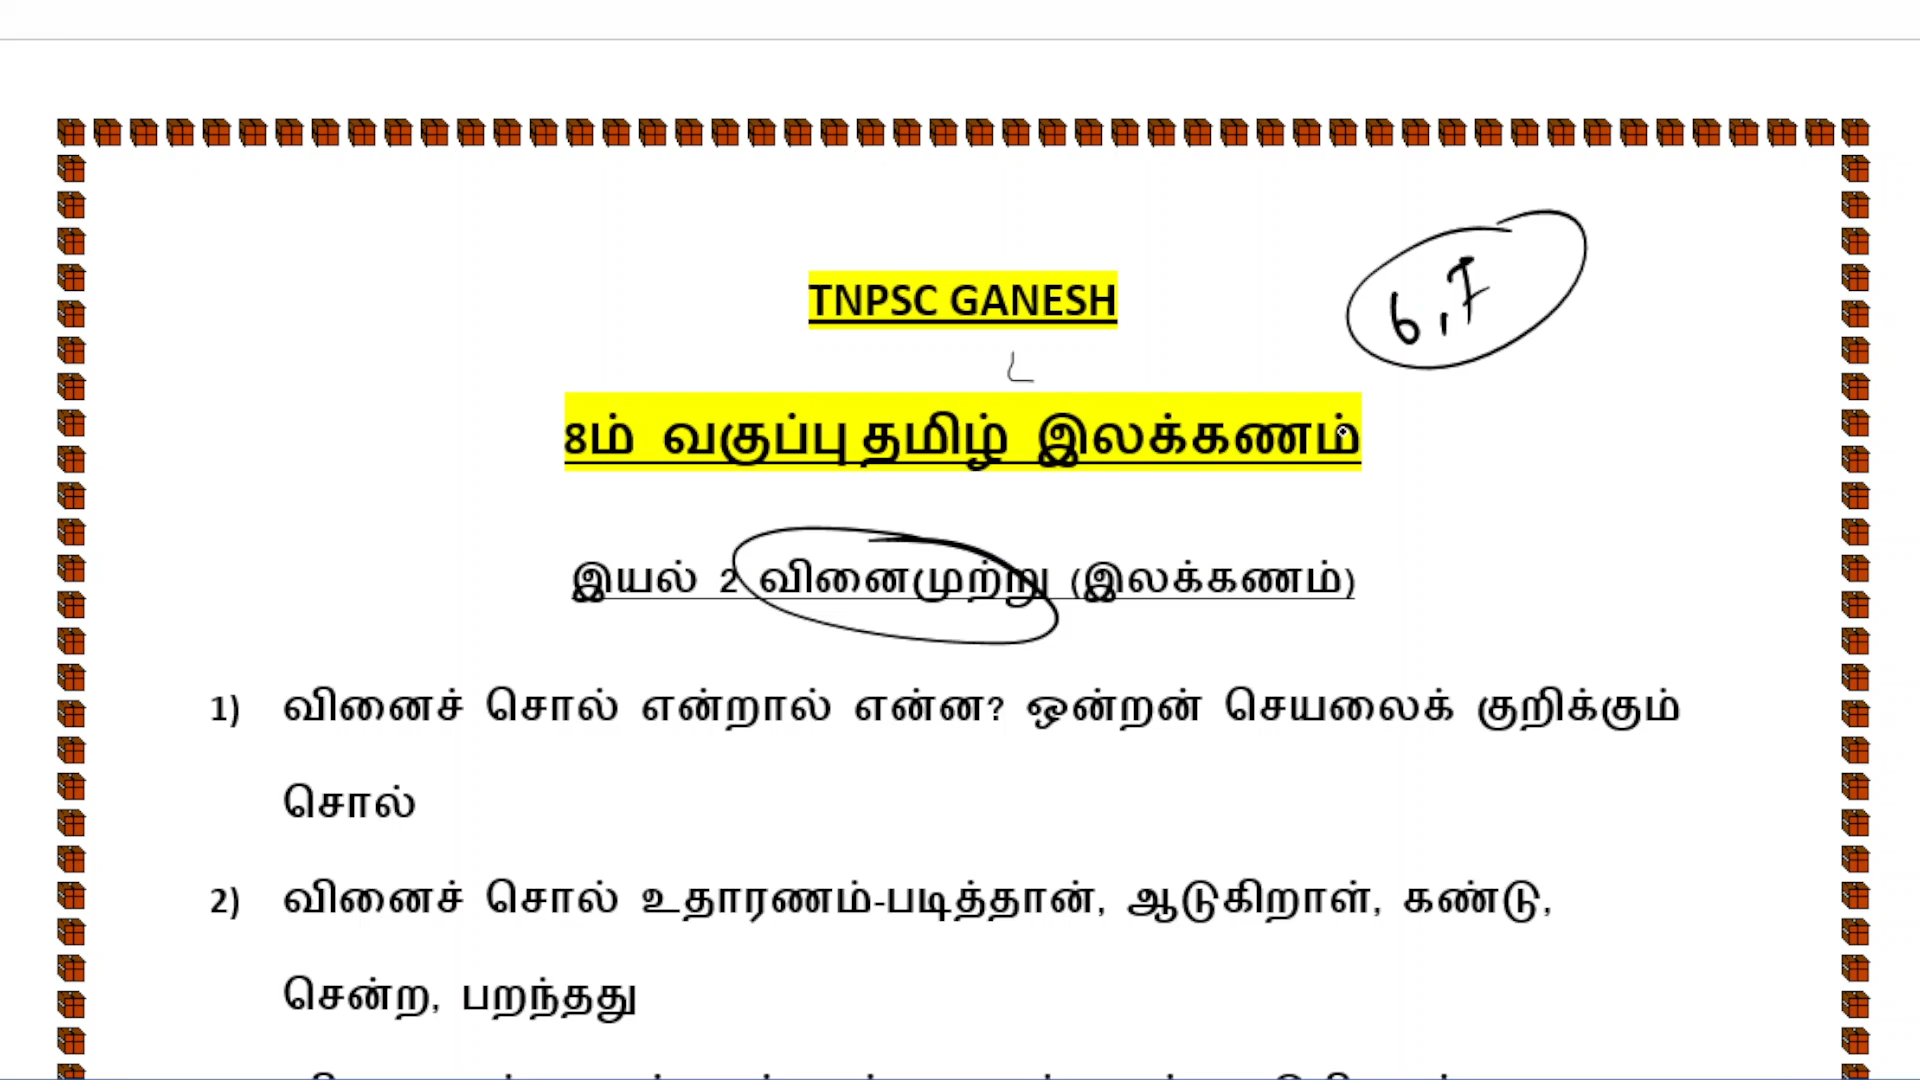 TNPSC GANESH
6,7
8ம் வகுப்பு தமிழ் இலக்கணம்
இயல் 2 வினைமுற்று (இலக்கணம்)
1) வினைச் சொல் என்றால் என்ன? ஒன்றன் செயலைக் குறிக்கும்
சொல்
2) வினைச் சொல் உதாரணம்-படித்தான், ஆடுகிறாள், கண்டு,
சென்ற, பறந்தது